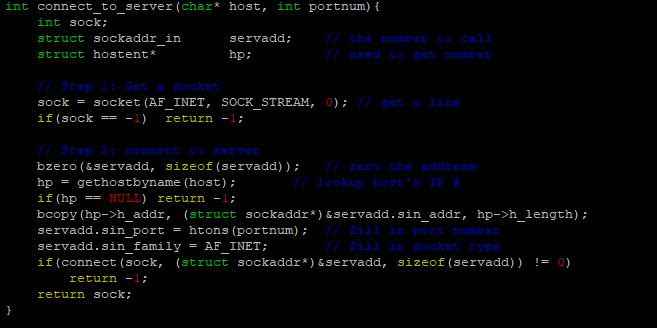 int connect_to_server(char* host, int portnum){
    int sock;
    struct sockaddr_in      servadd;    // the number to call
    struct hostent*         hp;         // used to get number

    // Step 1: Get a socket
    sock = socket(AF_INET, SOCK_STREAM, 0); // get a line
    if(sock == -1)  return -1;

    // Step 2: connect to server
    bzero(&servadd, sizeof(servadd));   // zero the address
    hp = gethostbyname(host);       // lookup host's IP #
    if(hp == NULL) return -1;
    bcopy(hp->h_addr, (struct sockaddr*)&servadd.sin_addr, hp->h_length);
    servadd.sin_port = htons(portnum);  // fill in port number
    servadd.sin_family = AF_INET;       // fill in socket type
    if(connect(sock, (struct sockaddr*)&servadd, sizeof(servadd)) != 0)
        return -1;
    return sock;
}